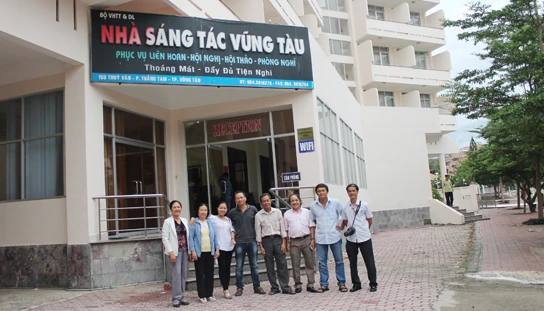 BỘ VHTT & DL
NHÀ SÁNG TÁC VŨNG TÀU
PHỤC VỤ LIÊN HOAN - HỘI NGHỊ - HỘI THẢO - PHÒNG NGHỈ
Thoáng Mát - Đầy Đủ Tiện Nghi
RECEPTION
WIFI